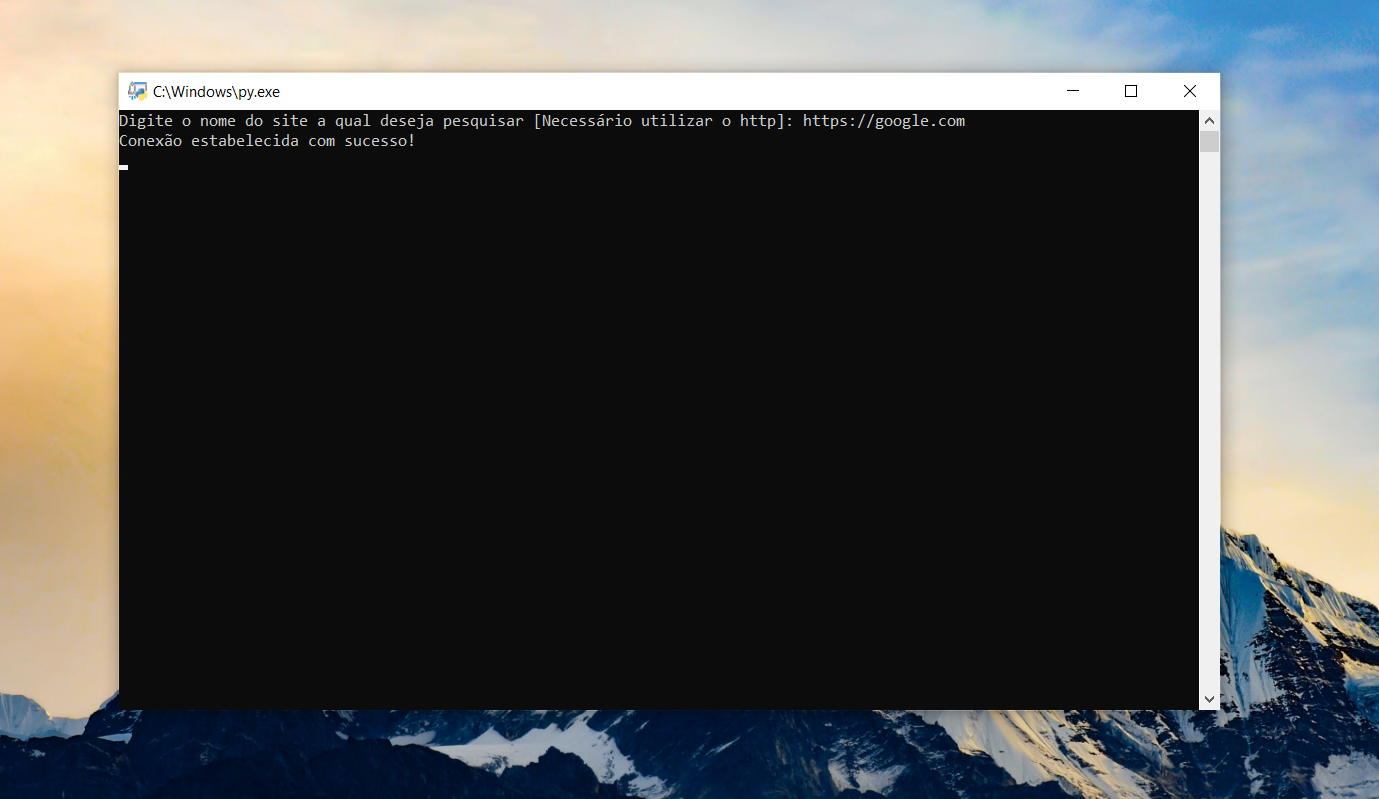 C:\Windows\py.exe
Digite o nome do site a qual deseja pesquisar [Necessário utilizar o http]: https://google.com
Conexão estabelecida com sucesso!